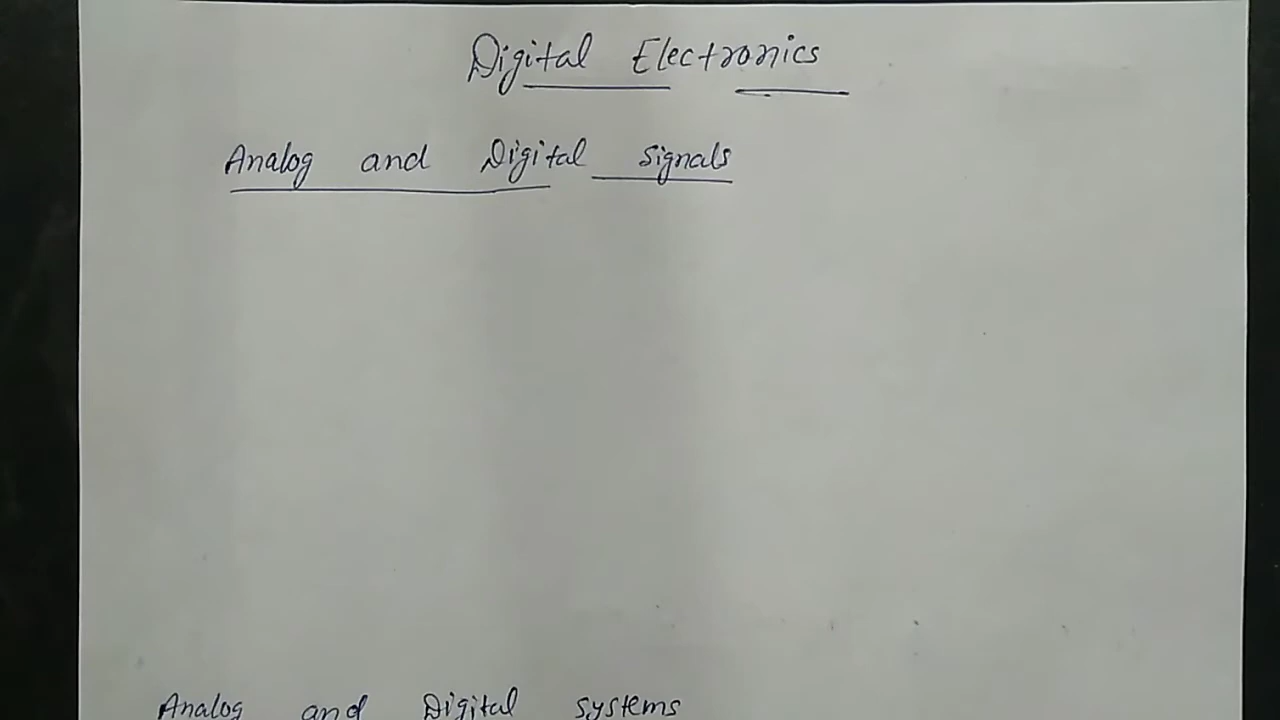 Digital Electronics
Analog and Digital signals
Analog and Digital systems